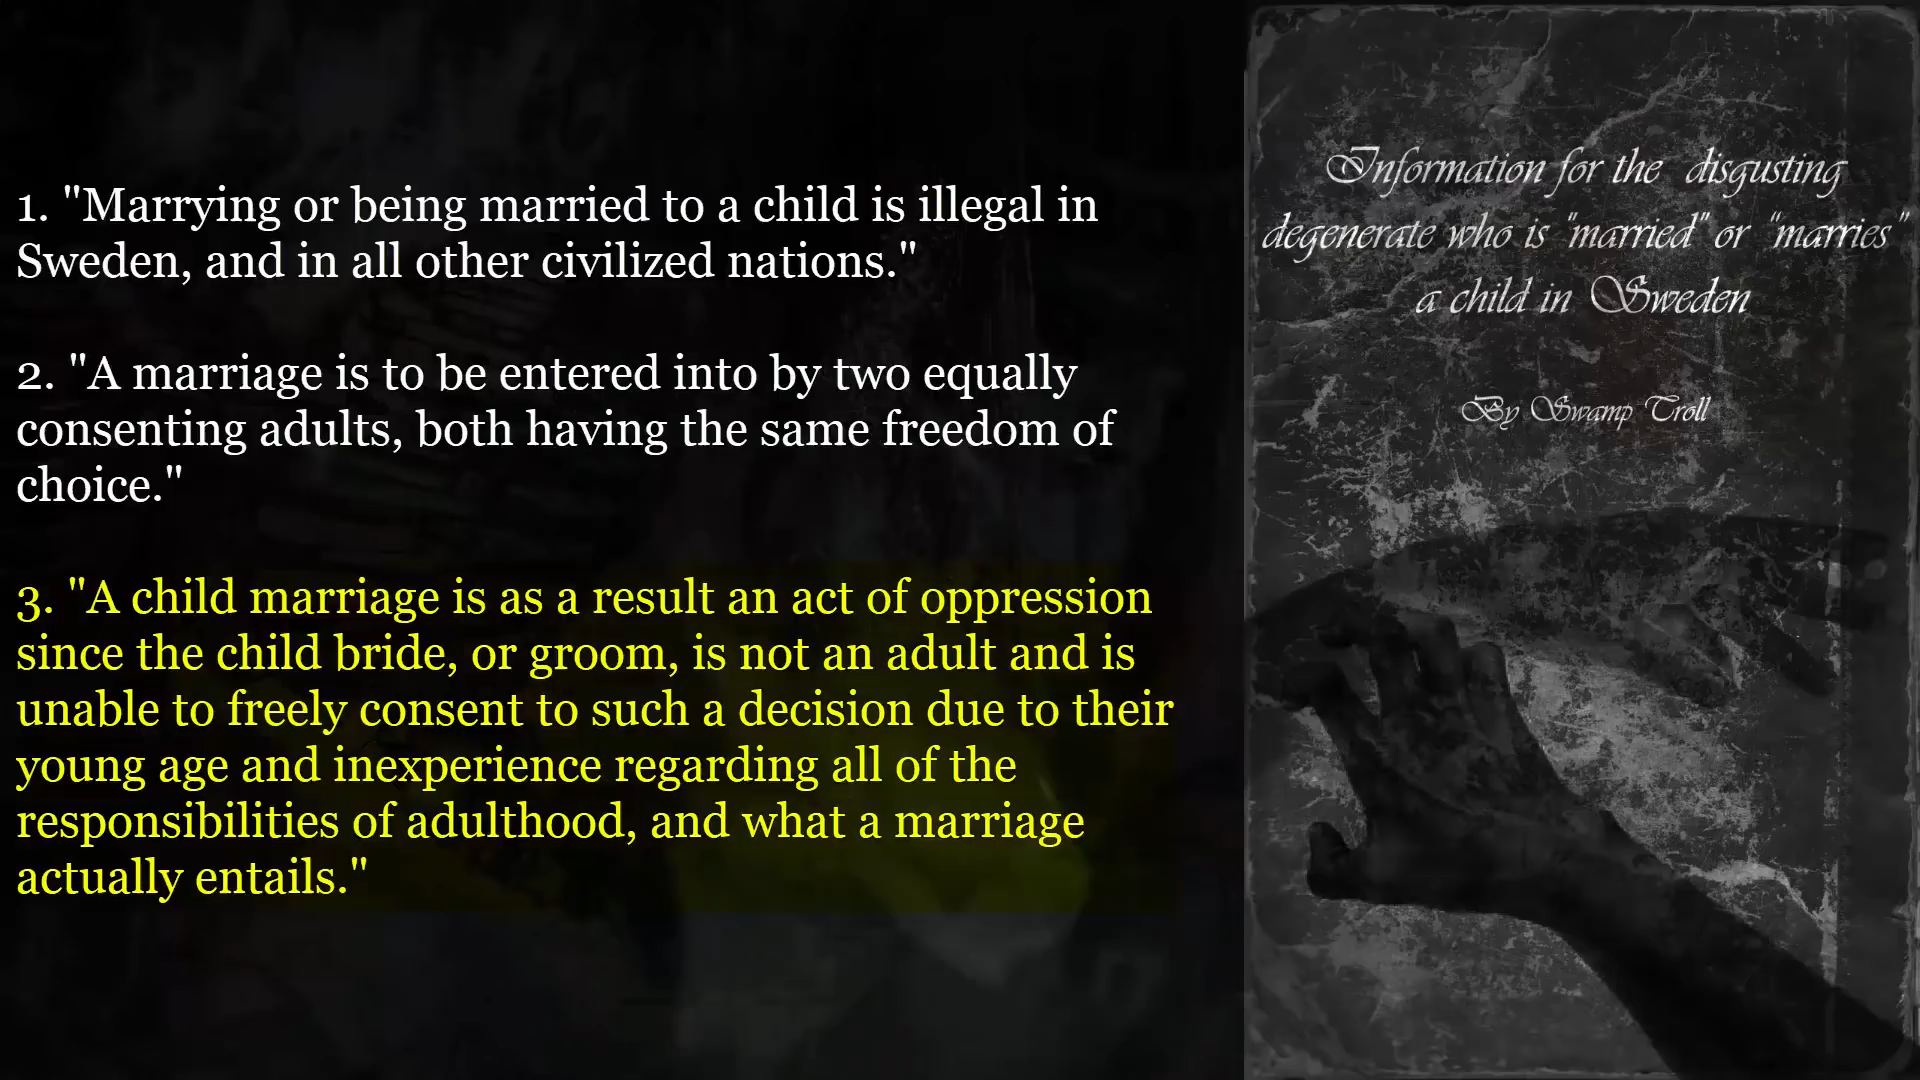 1. "Marrying or being married to a child is illegal in
Sweden, and in all other civilized nations."
2. "A marriage is to be entered into by two equally
consenting adults, both having the same freedom of
choice."
3. "A child marriage is as a result an act of oppression
since the child bride, or groom, is not an adult and is
unable to freely consent to such a decision due to their
young age and inexperience regarding all of the
responsibilities of adulthood, and what a marriage
actually entails."
Information for the disgusting
degenerate who is "married" or "marries"
a child in Sweden
By Swamp Troll